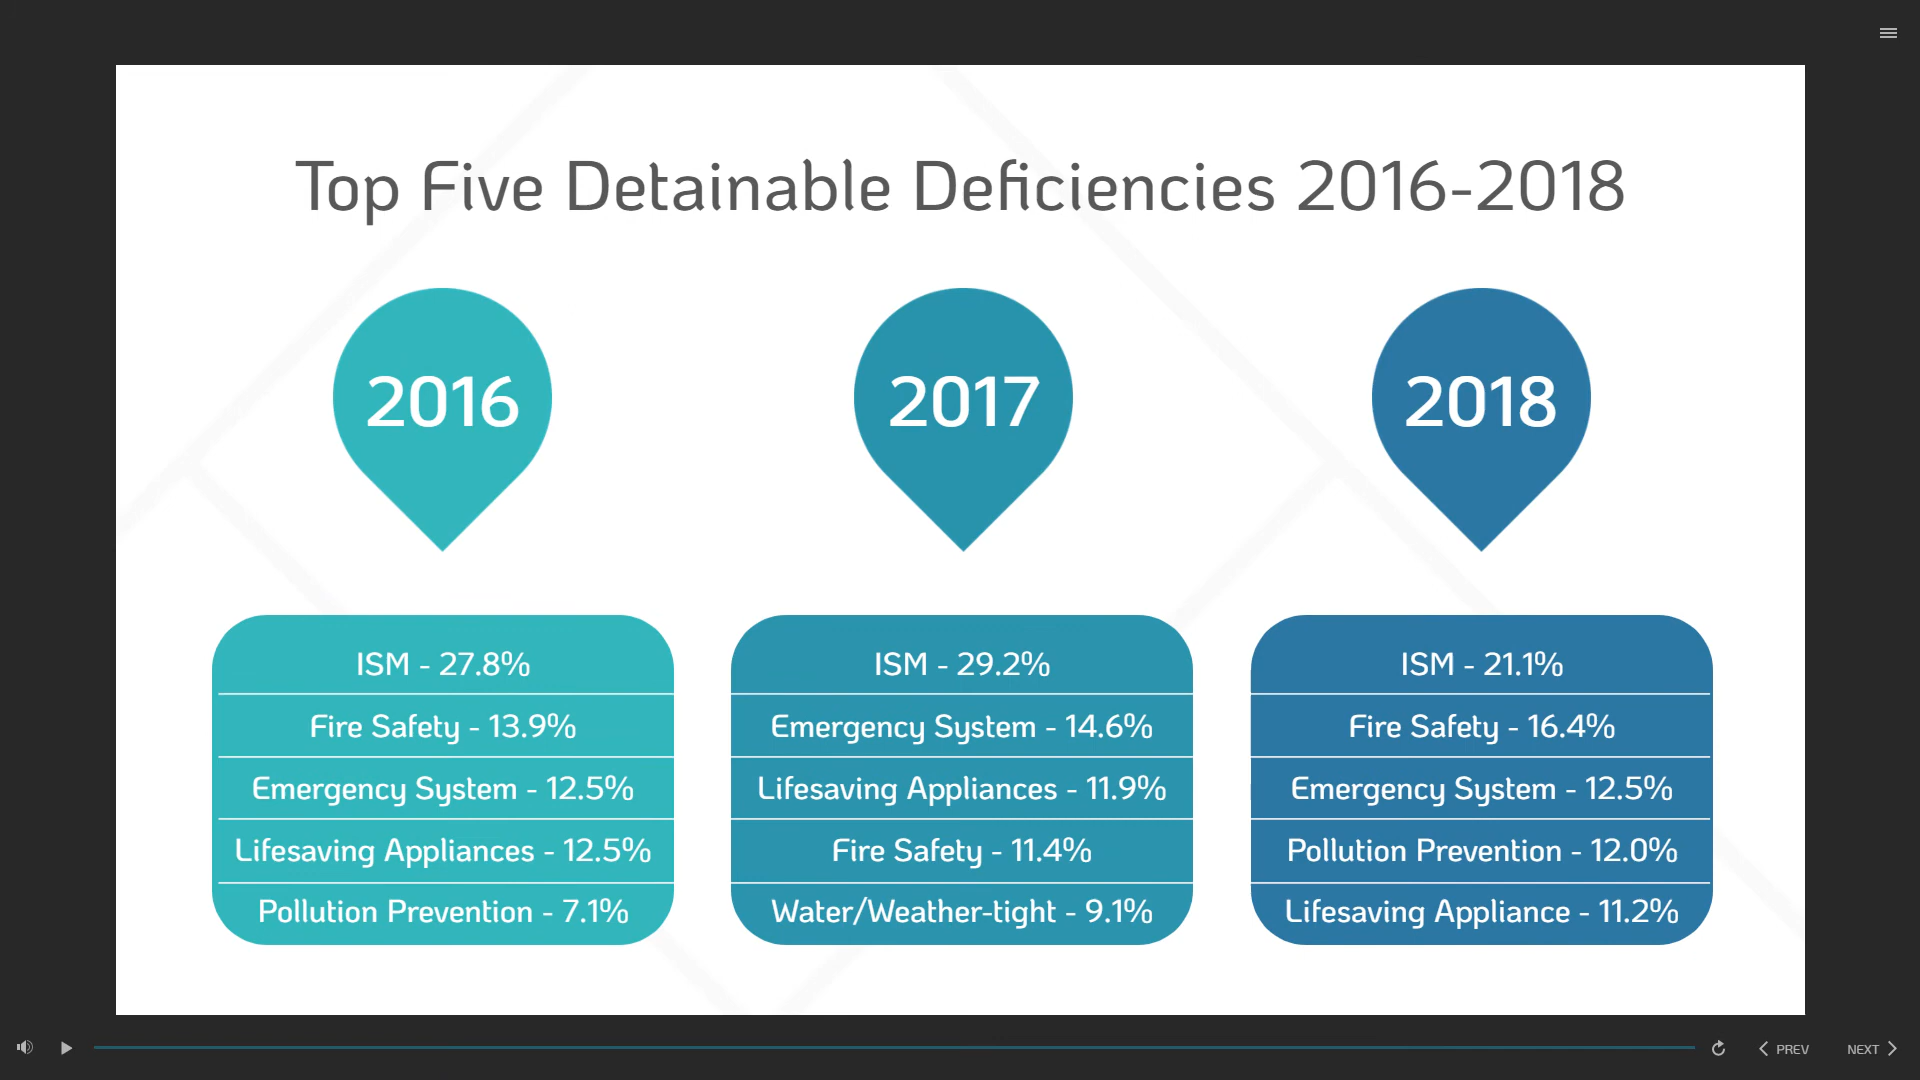 Top Five Detainable Deficiencies 2016-2018
2016
2017
2018
ISM - 27.8%
Fire Safety - 13.9%
Emergency System - 12.5%
Lifesaving Appliances - 12.5%
Pollution Prevention - 7.1%
ISM - 29.2%
Emergency System - 14.6%
Lifesaving Appliances - 11.9%
Fire Safety - 11.4%
Water/Weather-tight - 9.1%
ISM - 21.1%
Fire Safety - 16.4%
Emergency System - 12.5%
Pollution Prevention - 12.0%
Lifesaving Appliance - 11.2%
PREV
NEXT